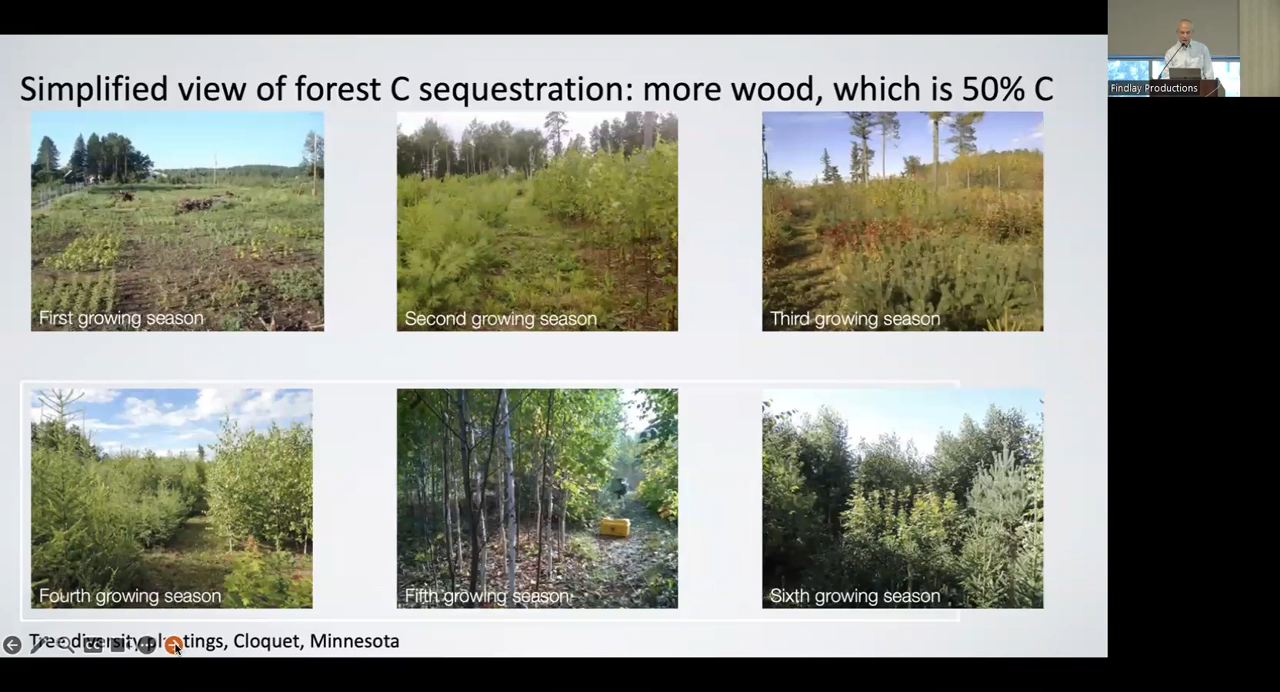 Simplified view of forest C sequestration: more wood, which is 50% C
Findlay Productions
First growing season
Second growing season
Third growing season
Fourth growing season
Fifth growing season
Sixth growing season
Tree diversity plantings, Cloquet, Minnesota
CC